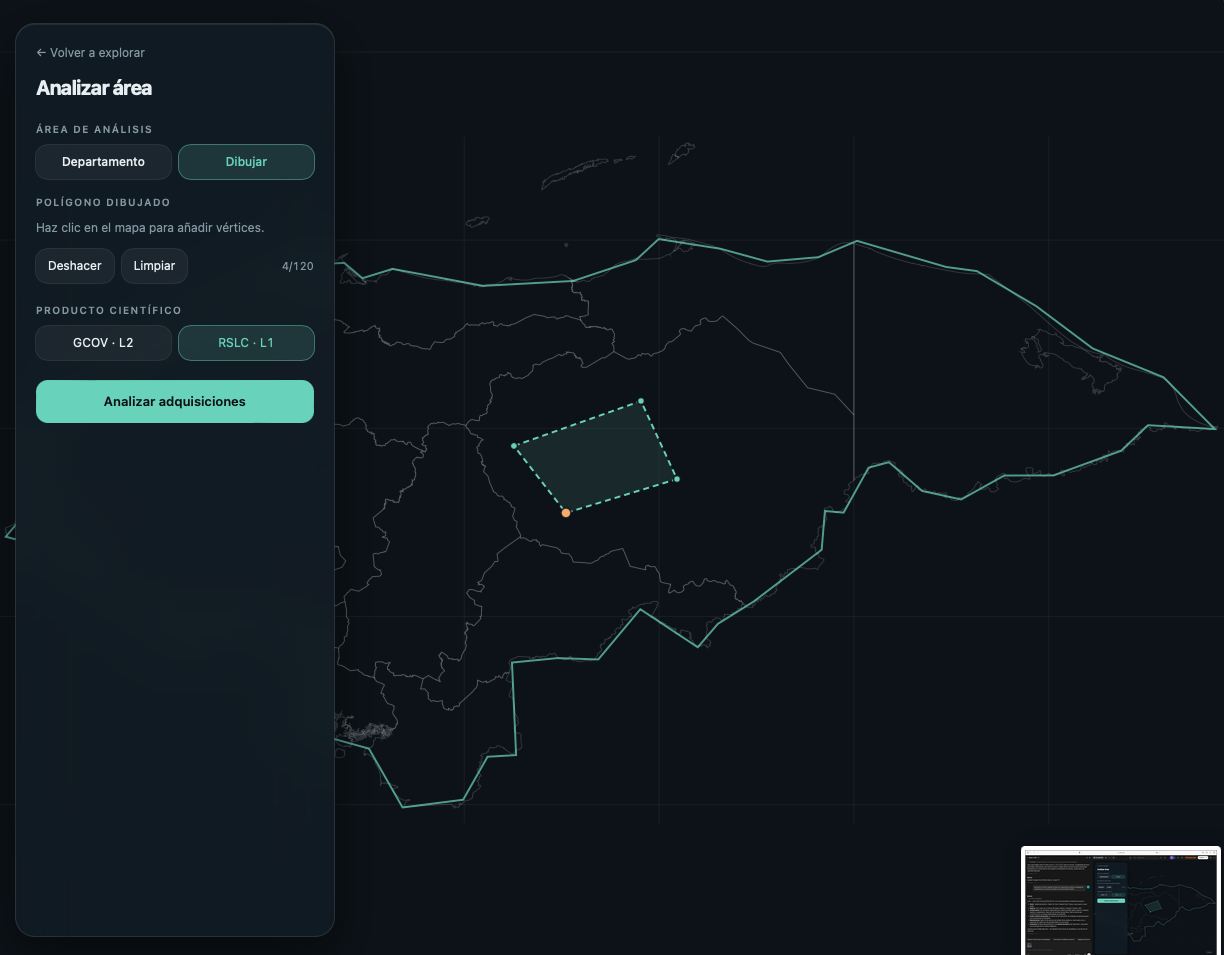 ← Volver a explorar
Analizar área
ÁREA DE ANÁLISIS
Departamento
Dibujar
POLÍGONO DIBUJADO
Haz clic en el mapa para añadir vértices.
Deshacer
Limpiar
4/120
PRODUCTO CIENTÍFICO
GCOV · L2
RSLC · L1
Analizar adquisiciones